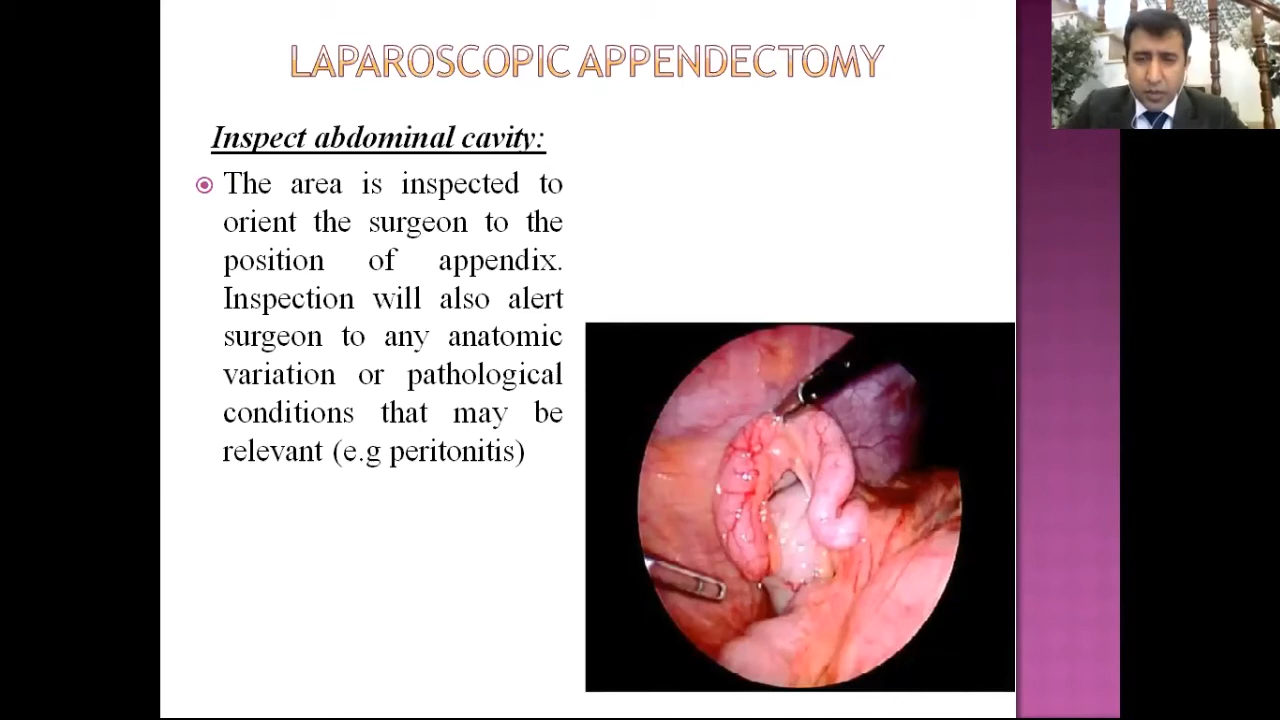 LAPAROSCOPIC APPENDECTOMY
Inspect abdominal cavity:
The area is inspected to
orient the surgeon to the
position of appendix.
Inspection will also alert
surgeon to any anatomic
variation or pathological
conditions that may be
relevant (e.g peritonitis)